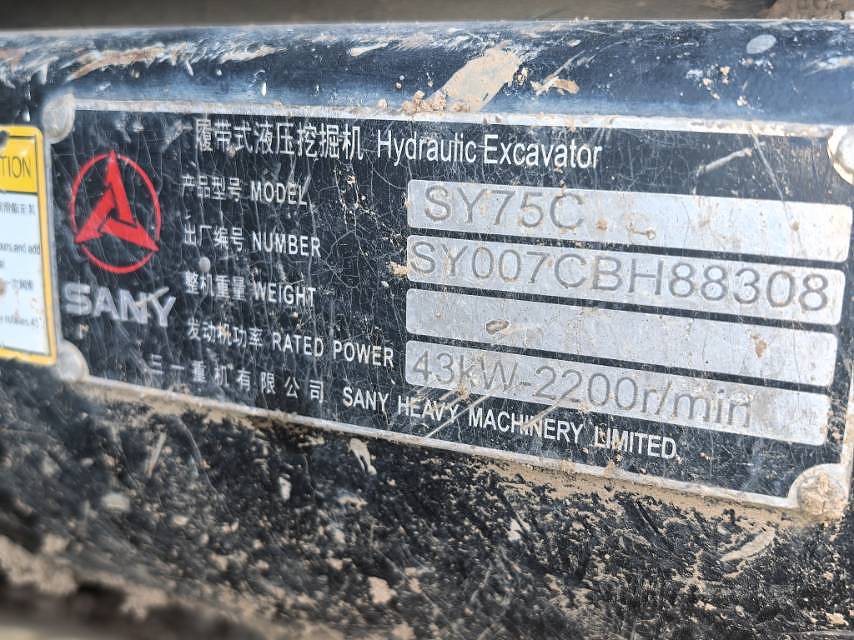 履带式液压挖掘机 Hydraulic Excavator
产品型号 MODEL SY75C
出厂编号 NUMBER SY007CBH88308
整机重量 WEIGHT
发动机功率 RATED POWER 43kW-2200r/min
三一重机有限公司 SANY HEAVY MACHINERY LIMITED.
SANY